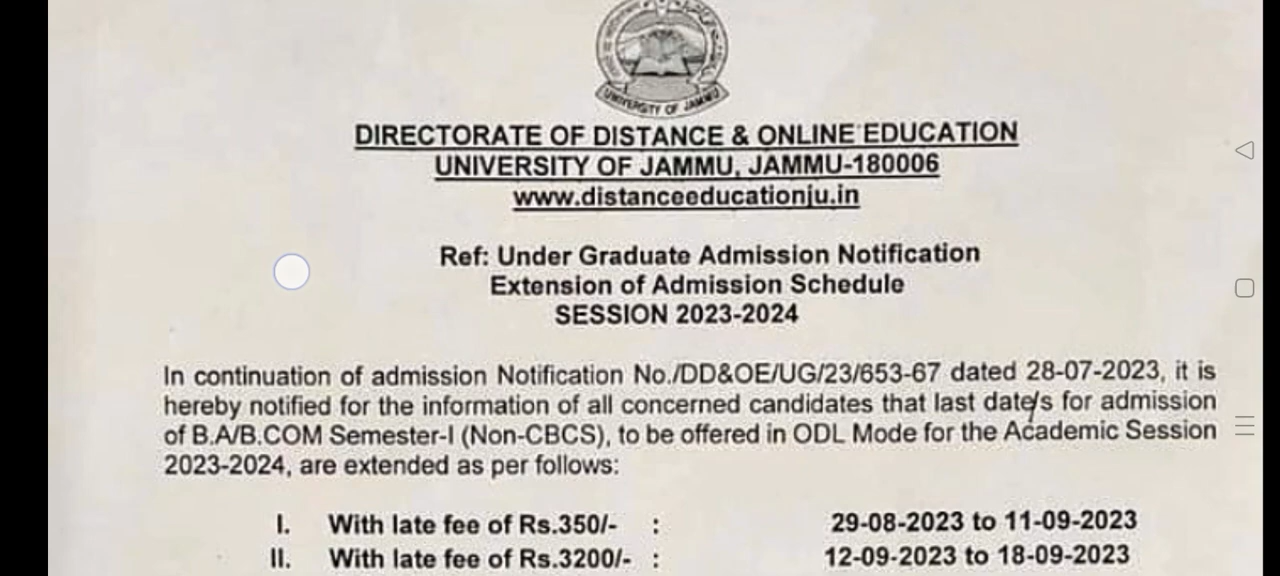 UNIVERSITY OF JAMMU
DIRECTORATE OF DISTANCE & ONLINE EDUCATION
UNIVERSITY OF JAMMU, JAMMU-180006
www.distanceeducationju.in
Ref: Under Graduate Admission Notification
Extension of Admission Schedule
SESSION 2023-2024
In continuation of admission Notification No./DD&OE/UG/23/653-67 dated 28-07-2023, it is
hereby notified for the information of all concerned candidates that last date/s for admission
of B.A/B.COM Semester-I (Non-CBCS), to be offered in ODL Mode for the Academic Session
2023-2024, are extended as per follows:
I. With late fee of Rs.350/- : 29-08-2023 to 11-09-2023
II. With late fee of Rs.3200/- : 12-09-2023 to 18-09-2023